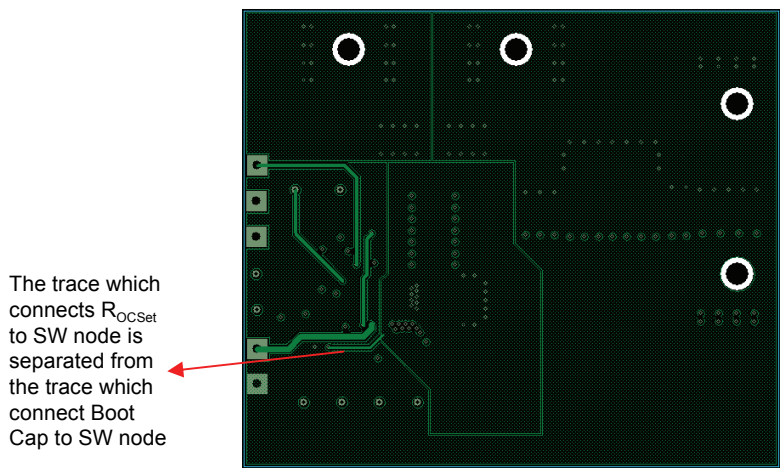 The trace which
connects ROCSet
to SW node is
separated from
the trace which
connect Boot
Cap to SW node